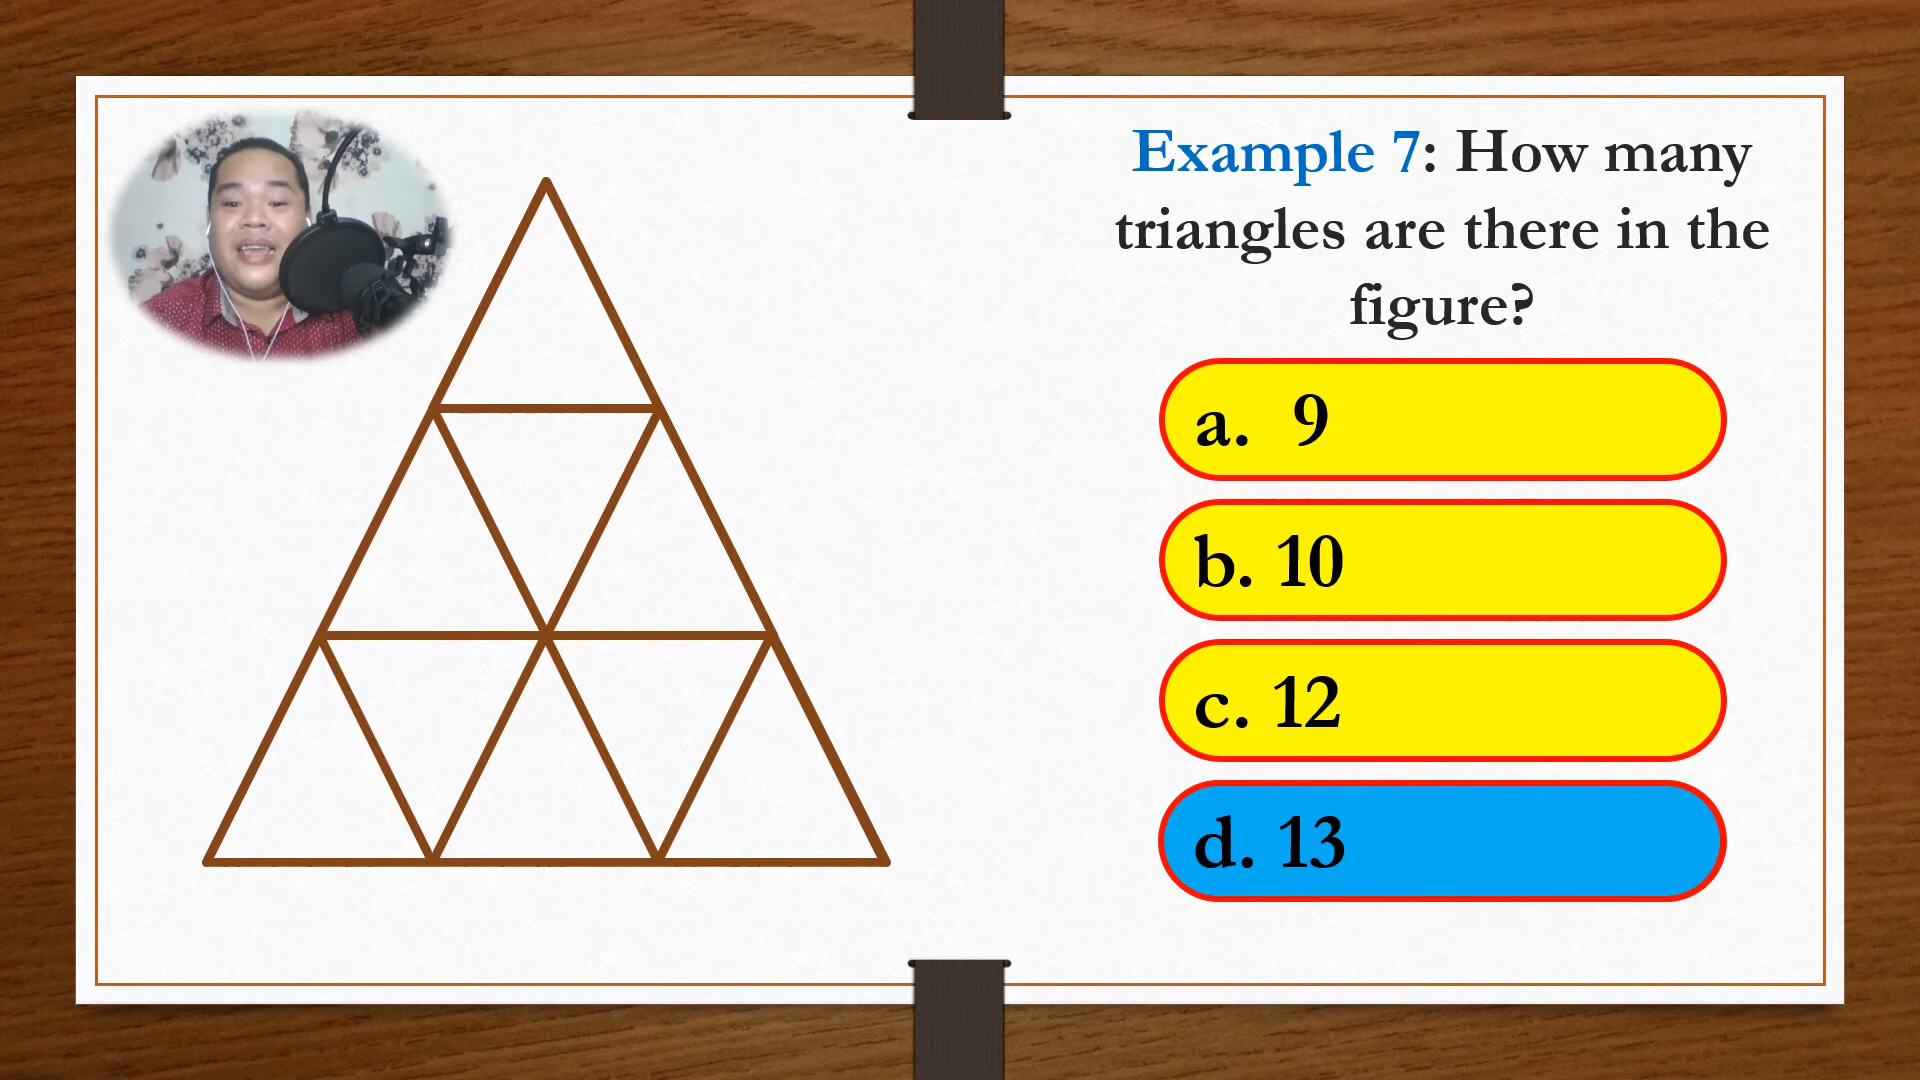 Example 7: How many
triangles are there in the
figure?
a. 9
b. 10
c. 12
d. 13